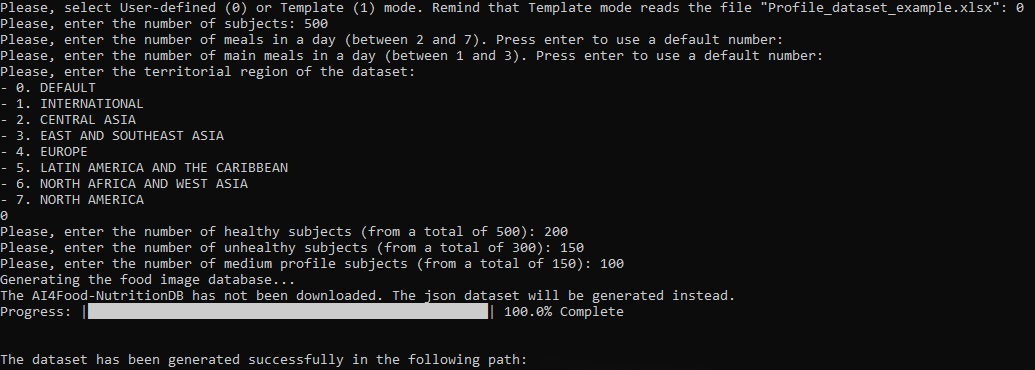 Please, select User-defined (0) or Template (1) mode. Remind that Template mode reads the file "Profile_dataset_example.xlsx": 0
Please, enter the number of subjects: 500
Please, enter the number of meals in a day (between 2 and 7). Press enter to use a default number:
Please, enter the number of main meals in a day (between 1 and 3). Press enter to use a default number:
Please, enter the territorial region of the dataset:
- 0. DEFAULT
- 1. INTERNATIONAL
- 2. CENTRAL ASIA
- 3. EAST AND SOUTHEAST ASIA
- 4. EUROPE
- 5. LATIN AMERICA AND THE CARIBBEAN
- 6. NORTH AFRICA AND WEST ASIA
- 7. NORTH AMERICA
0
Please, enter the number of healthy subjects (from a total of 500): 200
Please, enter the number of unhealthy subjects (from a total of 300): 150
Please, enter the number of medium profile subjects (from a total of 150): 100
Generating the food image database...
The AI4Food-NutritionDB has not been downloaded. The json dataset will be generated instead.
Progress: |██████████████████████████████████████████████████| 100.0% Complete
The dataset has been generated successfully in the following path: